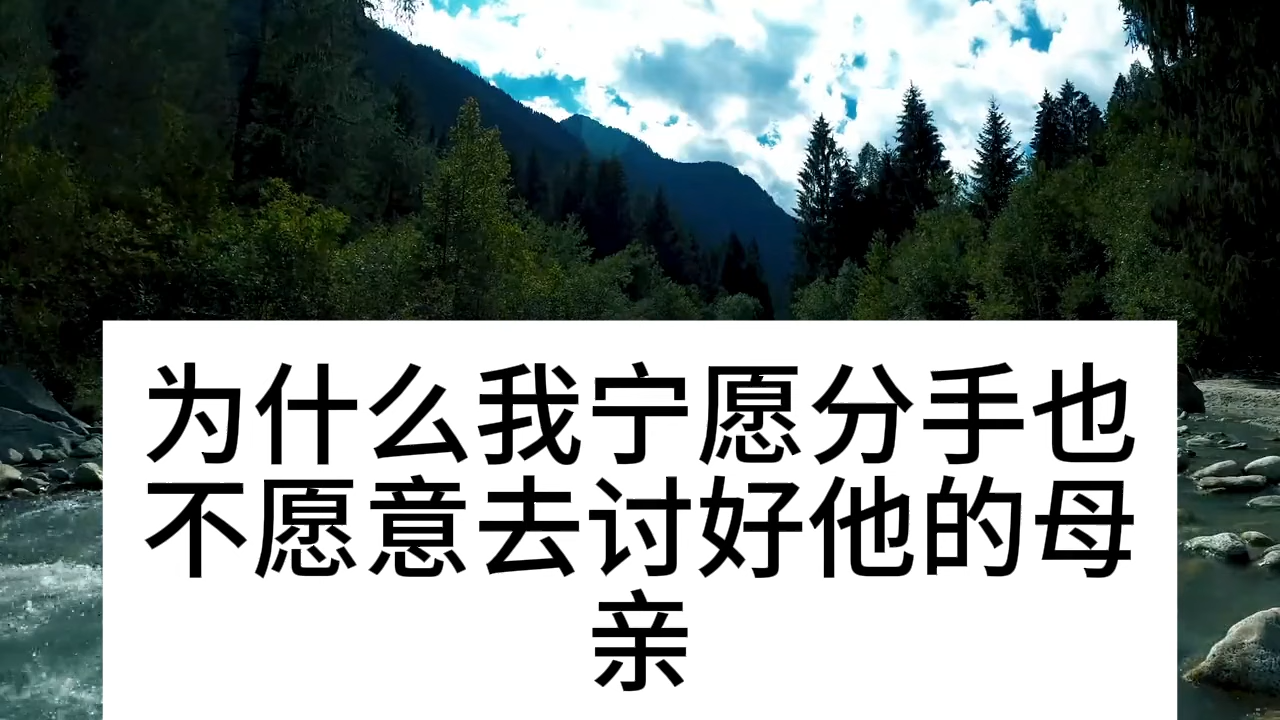 为什么我宁愿分手也
不愿意去讨好他的母
亲